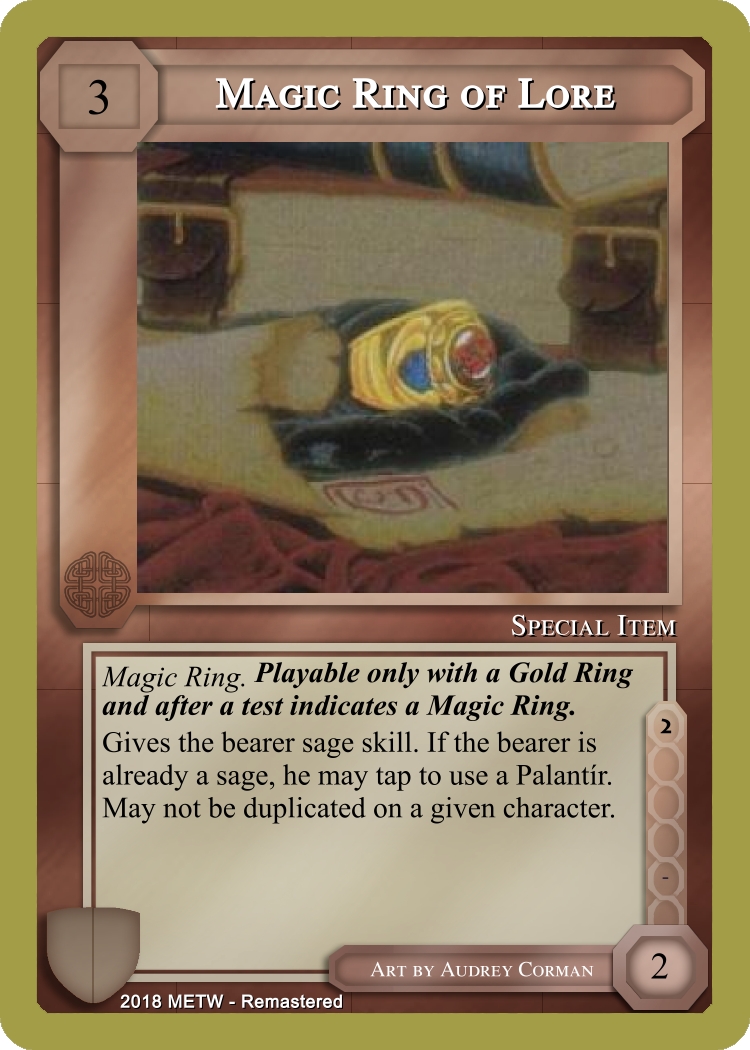 3
Magic Ring of Lore
Special Item
Magic Ring. Playable only with a Gold Ring
and after a test indicates a Magic Ring.
Gives the bearer sage skill. If the bearer is
already a sage, he may tap to use a Palantír.
May not be duplicated on a given character.
2
-
Art by Audrey Corman
2
2018 METW - Remastered